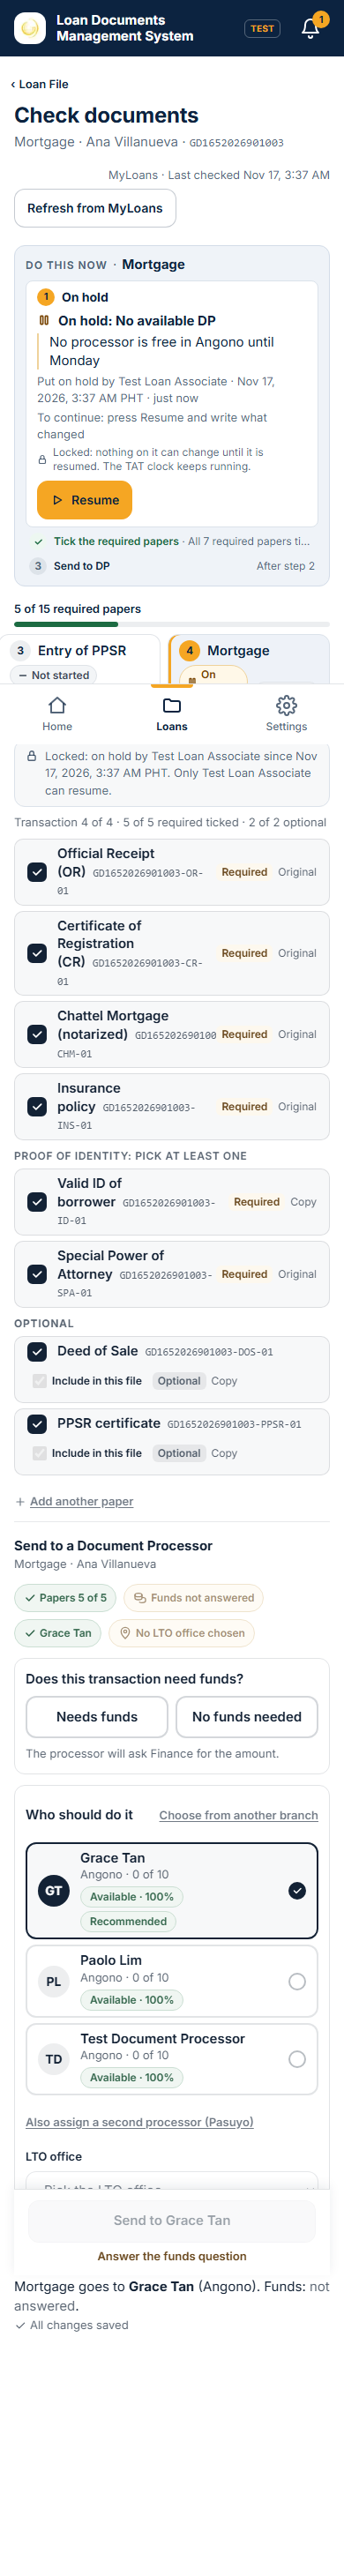 Loan Documents
Management System
TEST
1
‹ Loan File
Check documents
Mortgage · Ana Villanueva · GD1652026901003
MyLoans · Last checked Nov 17, 3:37 AM
Refresh from MyLoans
DO THIS NOW · Mortgage
1 On hold
On hold: No available DP
No processor is free in Angono until
Monday
Put on hold by Test Loan Associate · Nov 17,
2026, 3:37 AM PHT · just now
To continue: press Resume and write what
changed
Locked: nothing on it can change until it is
resumed. The TAT clock keeps running.
Resume
Tick the required papers · All 7 required papers ti...
3 Send to DP After step 2
5 of 15 required papers
3 Entry of PPSR
Not started
4 Mortgage
On
Home
Loans
Settings
Locked: on hold by Test Loan Associate since Nov
17, 2026, 3:37 AM PHT. Only Test Loan Associate
can resume.
Transaction 4 of 4 · 5 of 5 required ticked · 2 of 2 optional
Official Receipt
(OR) GD1652026901003-OR-
01
Required Original
Certificate of
Registration
(CR) GD1652026901003-CR-
01
Required Original
Chattel Mortgage
(notarized) GD165202690100
CHM-01
Required Original
Insurance
policy GD1652026901003-
INS-01
Required Original
PROOF OF IDENTITY: PICK AT LEAST ONE
Valid ID of
borrower GD1652026901003-
ID-01
Required Copy
Special Power of
Attorney GD1652026901003-
SPA-01
Required Original
OPTIONAL
Deed of Sale GD1652026901003-DOS-01
Include in this file Optional Copy
PPSR certificate GD1652026901003-PPSR-01
Include in this file Optional Copy
+ Add another paper
Send to a Document Processor
Mortgage · Ana Villanueva
Papers 5 of 5
Funds not answered
Grace Tan
No LTO office chosen
Does this transaction need funds?
Needs funds
No funds needed
The processor will ask Finance for the amount.
Who should do it
Choose from another branch
GT
Grace Tan
Angono · 0 of 10
Available · 100%
Recommended
PL
Paolo Lim
Angono · 0 of 10
Available · 100%
TD
Test Document Processor
Angono · 0 of 10
Available · 100%
Also assign a second processor (Pasuyo)
LTO office
Pick the LTO office
Send to Grace Tan
Answer the funds question
Mortgage goes to Grace Tan (Angono). Funds: not
answered.
All changes saved